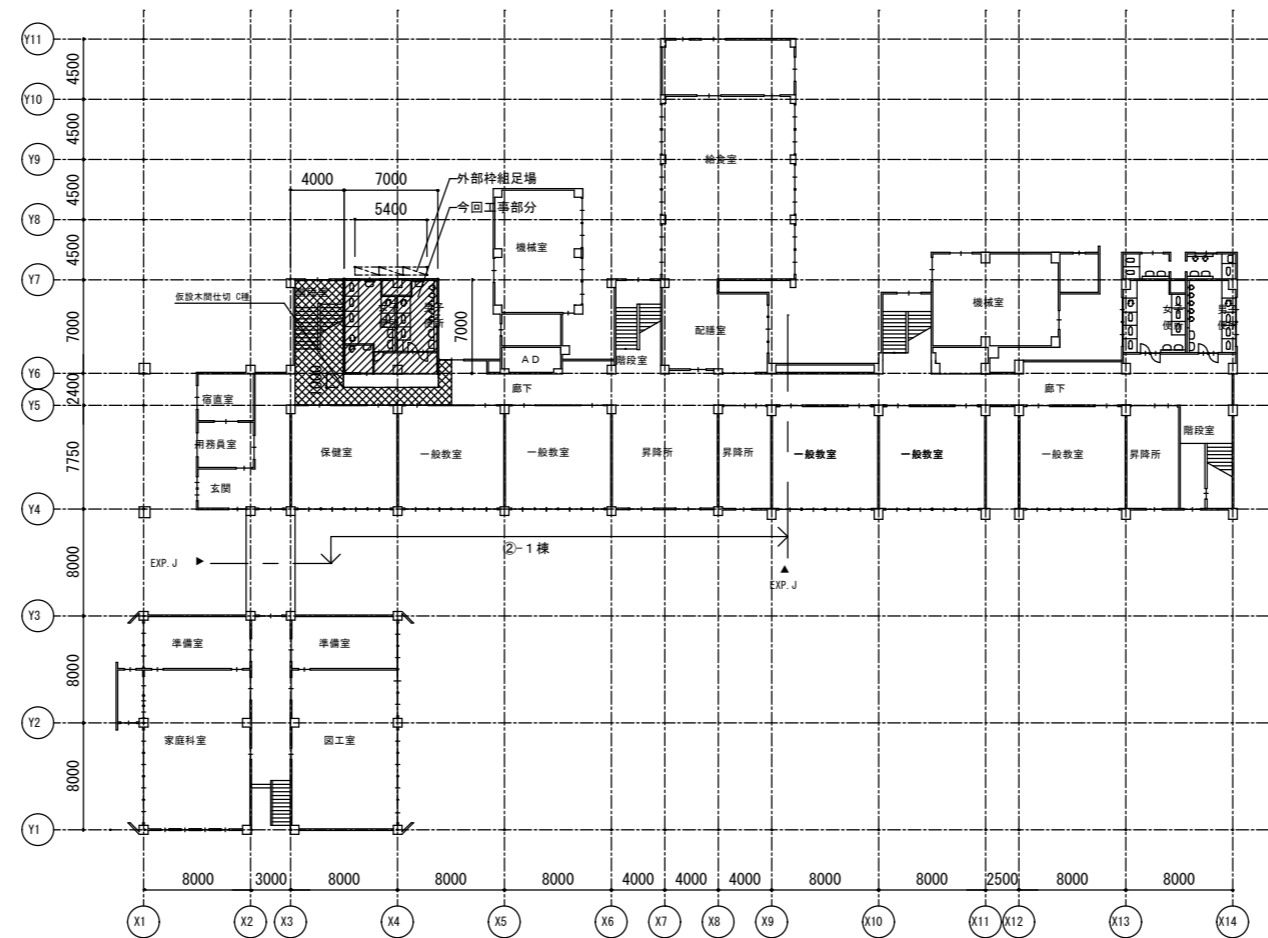 Y11
4500
Y10
4500
Y9
給食室
4500
4000
7000
外部枠組足場
5400
今回工事部分
Y8
機械室
4500
Y7
仮設木間仕切 C種
機械室
7000
7000
配膳室
女子
便所
男子
便所
階段室
AD
Y6
2400
廊下
廊下
Y5
宿直室
用務員室
玄関
7750
保健室
一般教室
一般教室
昇降所
昇降所
一般教室
一般教室
一般教室
昇降所
階段室
Y4
8000
②-1棟
EXP.J
EXP.J
Y3
準備室
準備室
8000
Y2
家庭科室
図工室
8000
Y1
8000
3000
8000
8000
8000
4000
4000
4000
8000
8000
2500
8000
8000
X1
X2
X3
X4
X5
X6
X7
X8
X9
X10
X11
X12
X13
X14